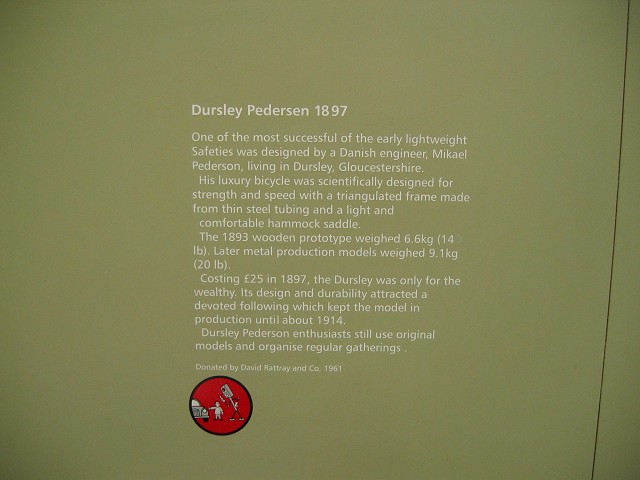 Dursley Pedersen 1897
One of the most successful of the early lightweight
Safeties was designed by a Danish engineer, Mikael
Pederson, living in Dursley, Gloucestershire.
His luxury bicycle was scientifically designed for
strength and speed with a triangulated frame made
from thin steel tubing and a light and
comfortable hammock saddle.
The 1893 wooden prototype weighed 6.6kg (14
lb). Later metal production models weighed 9.1kg
(20 lb).
Costing £25 in 1897, the Dursley was only for the
wealthy. Its design and durability attracted a
devoted following which kept the model in
production until about 1914.
Dursley Pederson enthusiasts still use original
models and organise regular gatherings .
Donated by David Rattray and Co, 1961